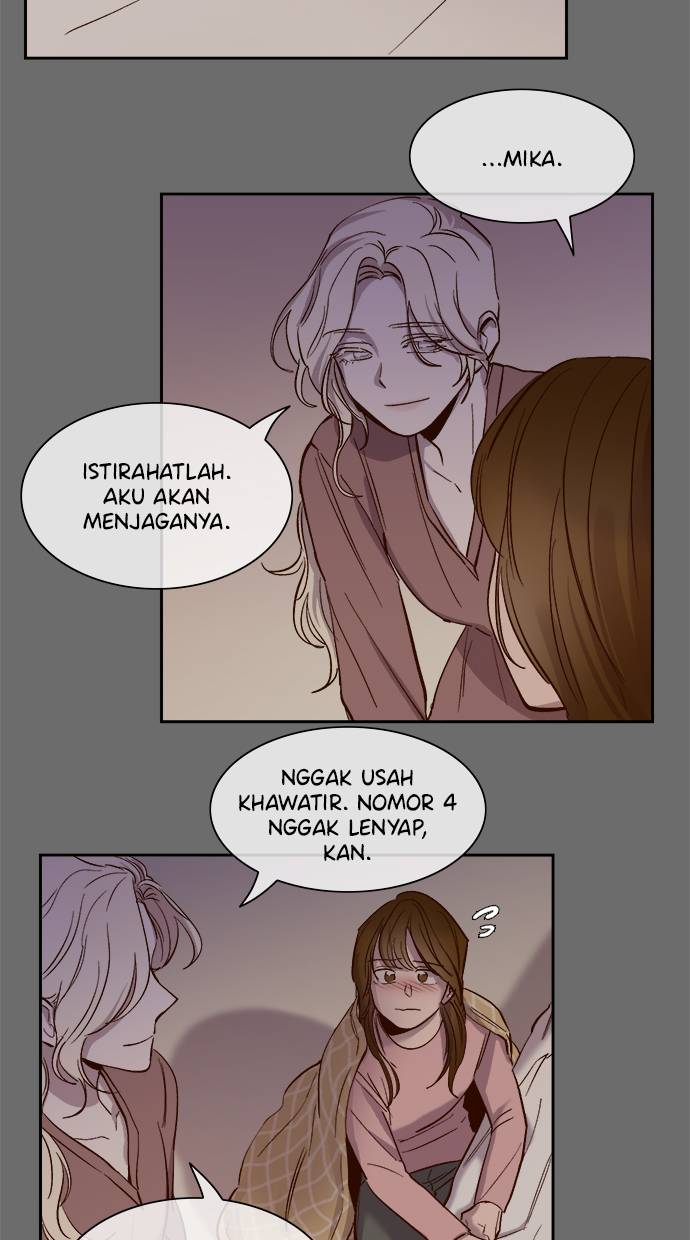 ...MIKA.
ISTIRAHATLAH.
AKU AKAN
MENJAGANYA.
NGGAK USAH
KHAWATIR. NOMOR 4
NGGAK LENYAP,
KAN.